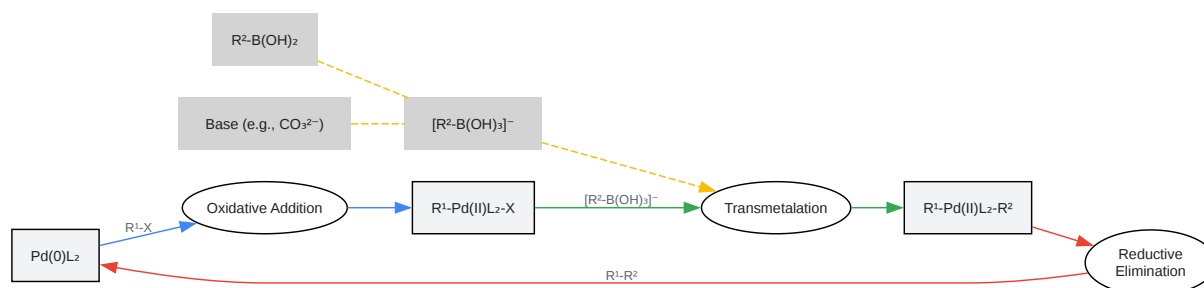 R²-B(OH)₂
Base (e.g., CO₃²⁻)
[R²-B(OH)₃]⁻
Oxidative Addition
R¹-Pd(II)L₂-X
[R²-B(OH)₃]⁻
Transmetalation
R¹-Pd(II)L₂-R²
R¹-X
Pd(0)L₂
Reductive
Elimination
R¹-R²